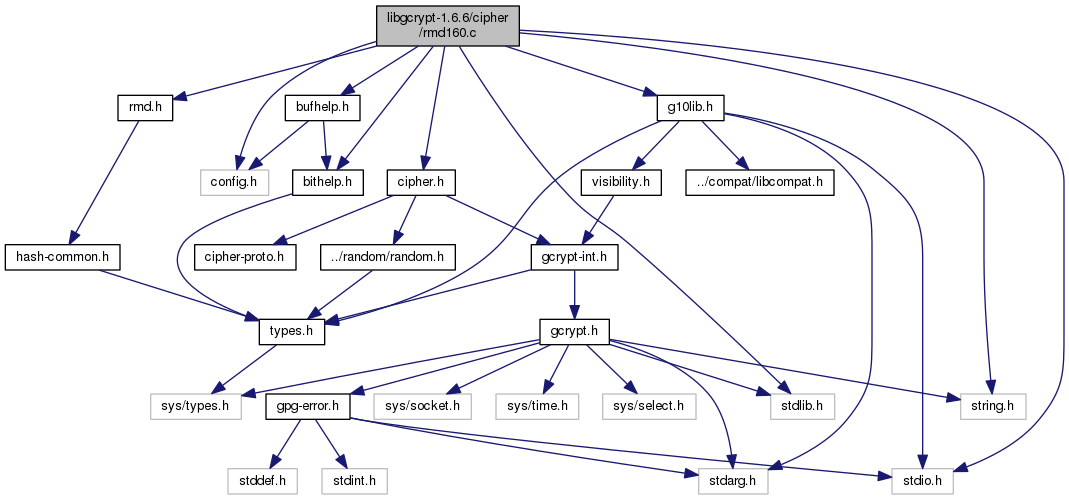 libgcrypt-1.6.6/cipher
/rmd160.c
rmd.h
bufhelp.h
g10lib.h
config.h
bithelp.h
cipher.h
visibility.h
../compat/libcompat.h
hash-common.h
cipher-proto.h
../random/random.h
gcrypt-int.h
types.h
gcrypt.h
sys/types.h
gpg-error.h
sys/socket.h
sys/time.h
sys/select.h
stdlib.h
string.h
stddef.h
stdint.h
stdarg.h
stdio.h